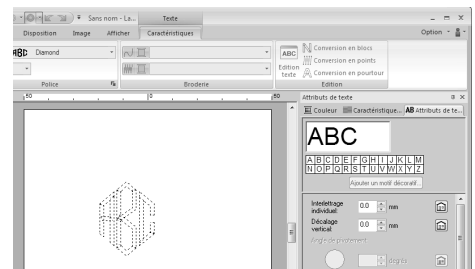 Sans nom - La... Texte
Disposition Image Afficher Caractéristiques Option
ABC Diamond
ABC
Edition texte
Conversion en blocs
Conversion en points
Conversion en pourtour
Police Broderie Edition
50 0 50
Attributs de texte
Couleur Caractéristique... AB Attributs de te...
ABC
A B C D E F G H I J K L M
N O P Q R S T U V W X Y Z
Ajouter un motif décoratif...
Interlettrage individuel: 0.0 mm
Décalage vertical: 0.0 mm
Angle de pivotement
degrés